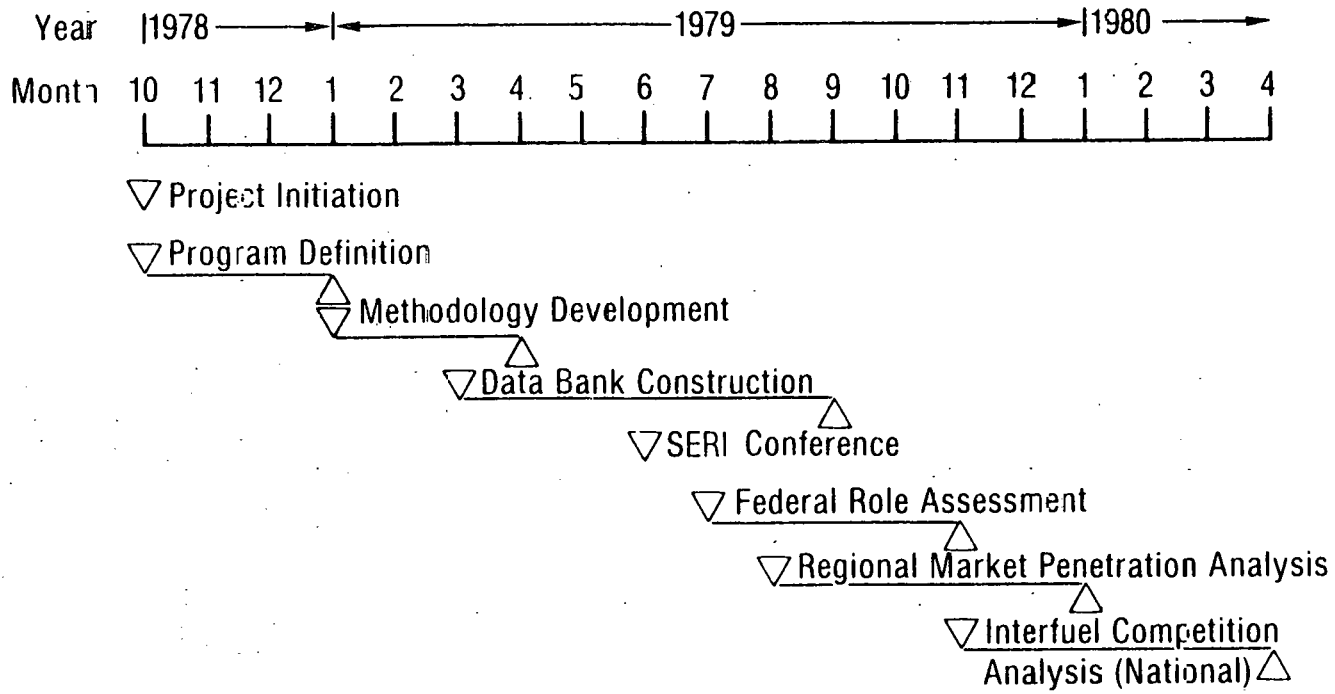 Year |1978 1979 |1980
Month 10 11 12 1 2 3 4 5 6 7 8 9 10 11 12 1 2 3 4
Project Initiation
Program Definition
Methodology Development
Data Bank Construction
SERI Conference
Federal Role Assessment
Regional Market Penetration Analysis
Interfuel Competition
Analysis (National)